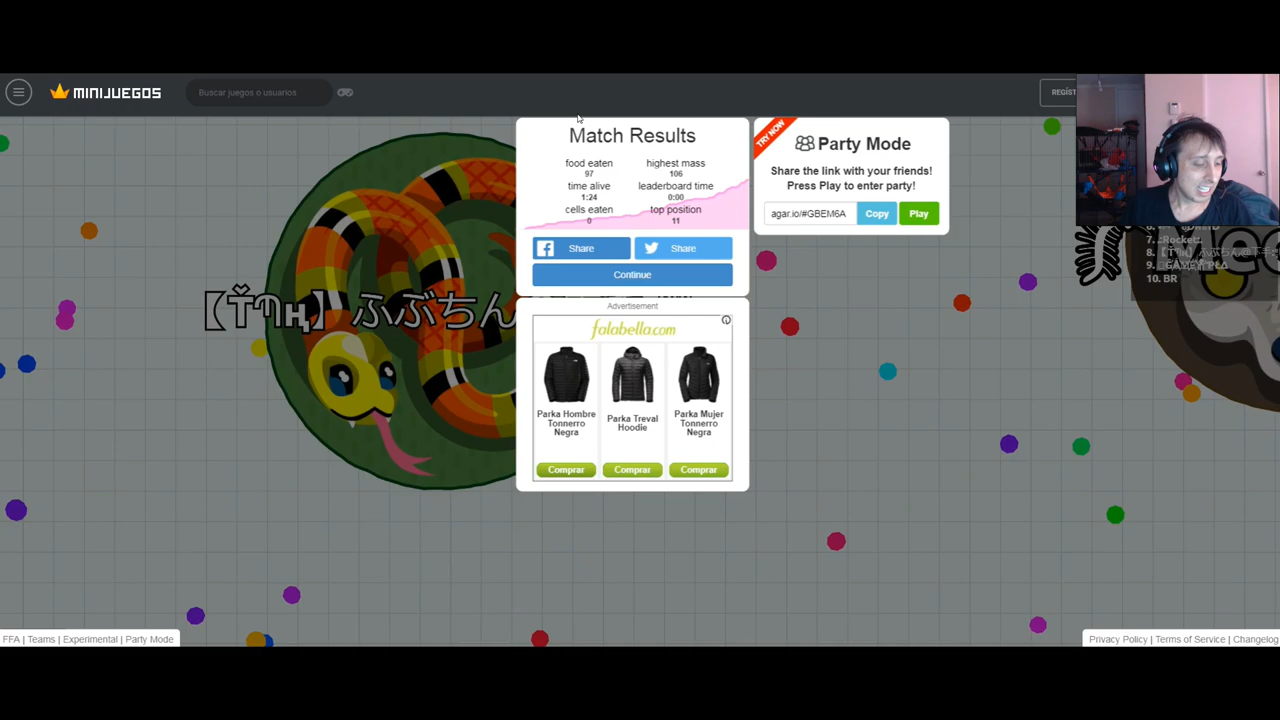 MINIJUEGOS
Buscar juegos o usuarios
REGÍST
Match Results
food eaten
97
highest mass
106
time alive
1:24
leaderboard time
0:00
cells eaten
0
top position
11
Share
Share
Continue
TRY NOW
Party Mode
Share the link with your friends!
Press Play to enter party!
agar.io/#GBEM6A
Copy
Play
7. :Rocket:.
10. BR
ふぶちん
Advertisement
falabella.com
Parka Hombre
Tonnerro
Negra
Comprar
Parka Treval
Hoodie
Comprar
Parka Mujer
Tonnerro
Negra
Comprar
FFA | Teams | Experimental | Party Mode
Privacy Policy | Terms of Service | Changelog